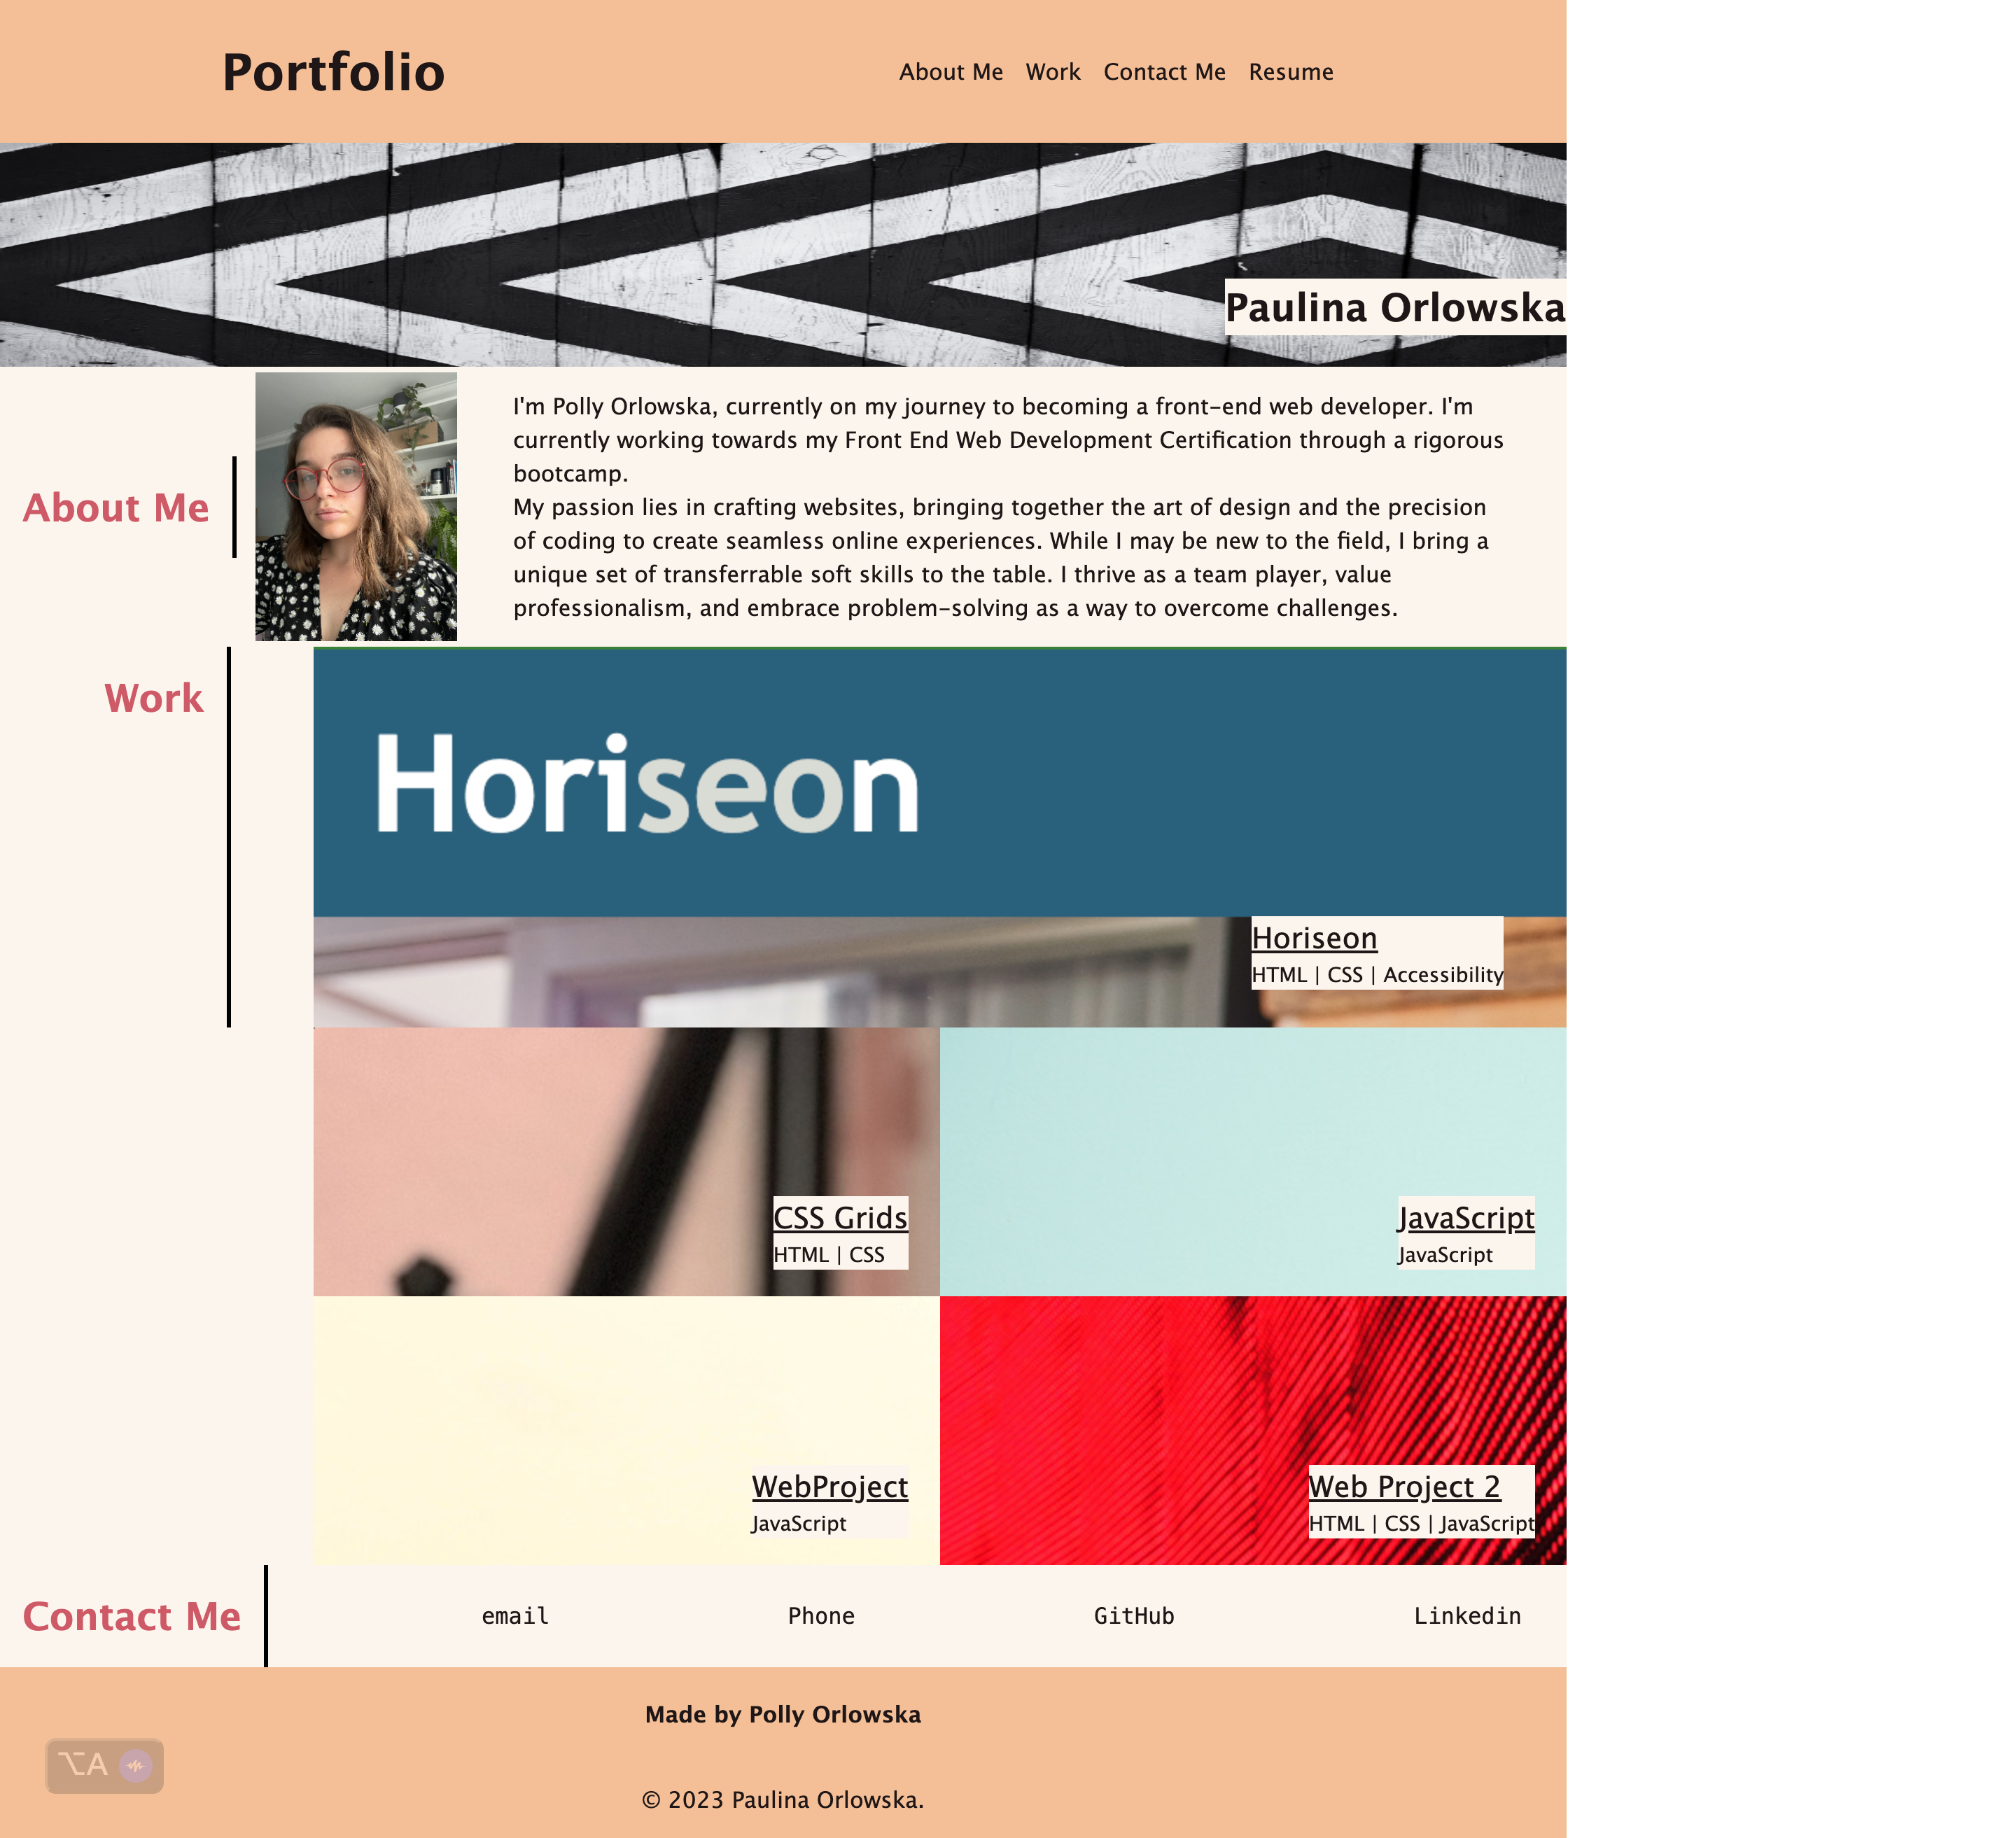 Portfolio
About Me Work Contact Me Resume
Paulina Orlowska
About Me
I'm Polly Orlowska, currently on my journey to becoming a front-end web developer. I'm
currently working towards my Front End Web Development Certification through a rigorous
bootcamp.
My passion lies in crafting websites, bringing together the art of design and the precision
of coding to create seamless online experiences. While I may be new to the field, I bring a
unique set of transferrable soft skills to the table. I thrive as a team player, value
professionalism, and embrace problem-solving as a way to overcome challenges.
Work
Horiseon
Horiseon
HTML | CSS | Accessibility
CSS Grids
HTML | CSS
JavaScript
JavaScript
WebProject
JavaScript
Web Project 2
HTML | CSS | JavaScript
Contact Me
email Phone GitHub Linkedin
Made by Polly Orlowska
⌥A
© 2023 Paulina Orlowska.